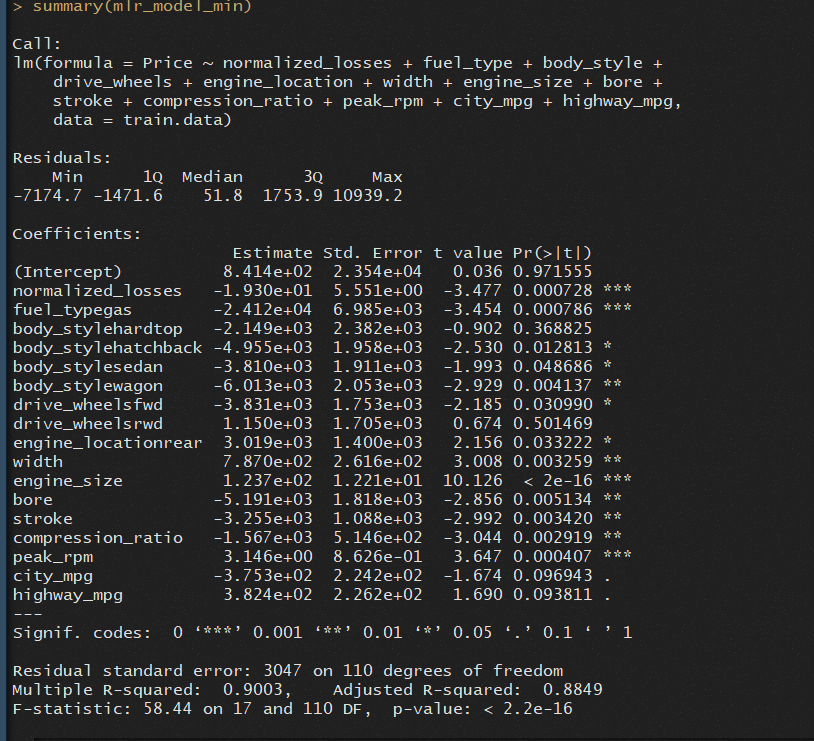 > summary(mlr_model_min)
Call:
lm(formula = Price ~ normalized_losses + fuel_type + body_style +
    drive_wheels + engine_location + width + engine_size + bore +
    stroke + compression_ratio + peak_rpm + city_mpg + highway_mpg,
    data = train.data)
Residuals:
    Min      1Q  Median      3Q     Max
-7174.7 -1471.6    51.8  1753.9 10939.2
Coefficients:
                      Estimate Std. Error t value Pr(>|t|)
(Intercept)          8.414e+02  2.354e+04   0.036 0.971555
normalized_losses   -1.930e+01  5.551e+00  -3.477 0.000728 ***
fuel_typegas        -2.412e+04  6.985e+03  -3.454 0.000786 ***
body_stylehardtop   -2.149e+03  2.382e+03  -0.902 0.368825
body_stylehatchback -4.955e+03  1.958e+03  -2.530 0.012813 *
body_stylesedan     -3.810e+03  1.911e+03  -1.993 0.048686 *
body_stylewagon     -6.013e+03  2.053e+03  -2.929 0.004137 **
drive_wheelsfwd     -3.831e+03  1.753e+03  -2.185 0.030990 *
drive_wheelsrwd      1.150e+03  1.705e+03   0.674 0.501469
engine_locationrear  3.019e+03  1.400e+03   2.156 0.033222 *
width                7.870e+02  2.616e+02   3.008 0.003259 **
engine_size          1.237e+02  1.221e+01  10.126  < 2e-16 ***
bore                -5.191e+03  1.818e+03  -2.856 0.005134 **
stroke              -3.255e+03  1.088e+03  -2.992 0.003420 **
compression_ratio   -1.567e+03  5.146e+02  -3.044 0.002919 **
peak_rpm             3.146e+00  8.626e-01   3.647 0.000407 ***
city_mpg            -3.753e+02  2.242e+02  -1.674 0.096943 .
highway_mpg          3.824e+02  2.262e+02   1.690 0.093811 .
---
Signif. codes:  0 ‘***’ 0.001 ‘**’ 0.01 ‘*’ 0.05 ‘.’ 0.1 ‘ ’ 1
Residual standard error: 3047 on 110 degrees of freedom
Multiple R-squared:  0.9003,    Adjusted R-squared:  0.8849
F-statistic: 58.44 on 17 and 110 DF,  p-value: < 2.2e-16